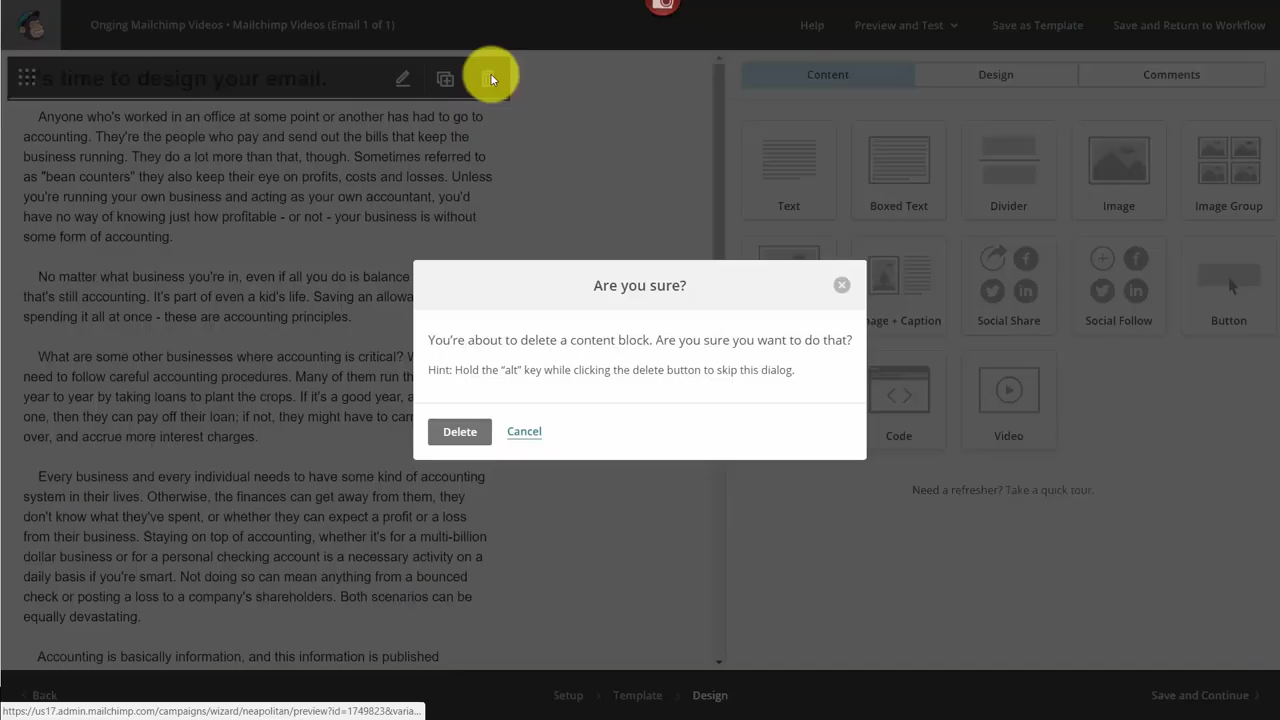 Onging Mailchimp Videos • Mailchimp Videos (Email 1 of 1)
Help
Preview and Test
Save as Template
Save and Return to Workflow
's time to design your email.
Content
Design
Comments
Anyone who's worked in an office at some point or another has had to go to
accounting. They're the people who pay and send out the bills that keep the
business running. They do a lot more than that, though. Sometimes referred to
as "bean counters" they also keep their eye on profits, costs and losses. Unless
you're running your own business and acting as your own accountant, you'd
have no way of knowing just how profitable - or not - your business is without
some form of accounting.
No matter what business you're in, even if all you do is balance
that's still accounting. It's part of even a kid's life. Saving an allowa
spending it all at once - these are accounting principles.
What are some other businesses where accounting is critical? W
need to follow careful accounting procedures. Many of them run th
year to year by taking loans to plant the crops. If it's a good year, a
one, then they can pay off their loan; if not, they might have to carr
over, and accrue more interest charges.
Every business and every individual needs to have some kind of accounting
system in their lives. Otherwise, the finances can get away from them, they
don't know what they've spent, or whether they can expect a profit or a loss
from their business. Staying on top of accounting, whether it's for a multi-billion
dollar business or for a personal checking account is a necessary activity on a
daily basis if you're smart. Not doing so can mean anything from a bounced
check or posting a loss to a company's shareholders. Both scenarios can be
equally devastating.
Accounting is basically information, and this information is published
Text
Boxed Text
Divider
Image
Image Group
age + Caption
Social Share
Social Follow
Button
Code
Video
Need a refresher? Take a quick tour.
Are you sure?
You're about to delete a content block. Are you sure you want to do that?
Hint: Hold the “alt” key while clicking the delete button to skip this dialog.
Delete
Cancel
Back
Setup
Template
Design
Save and Continue
https://us17.admin.mailchimp.com/campaigns/wizard/neapolitan/preview?id=1749823&varia...